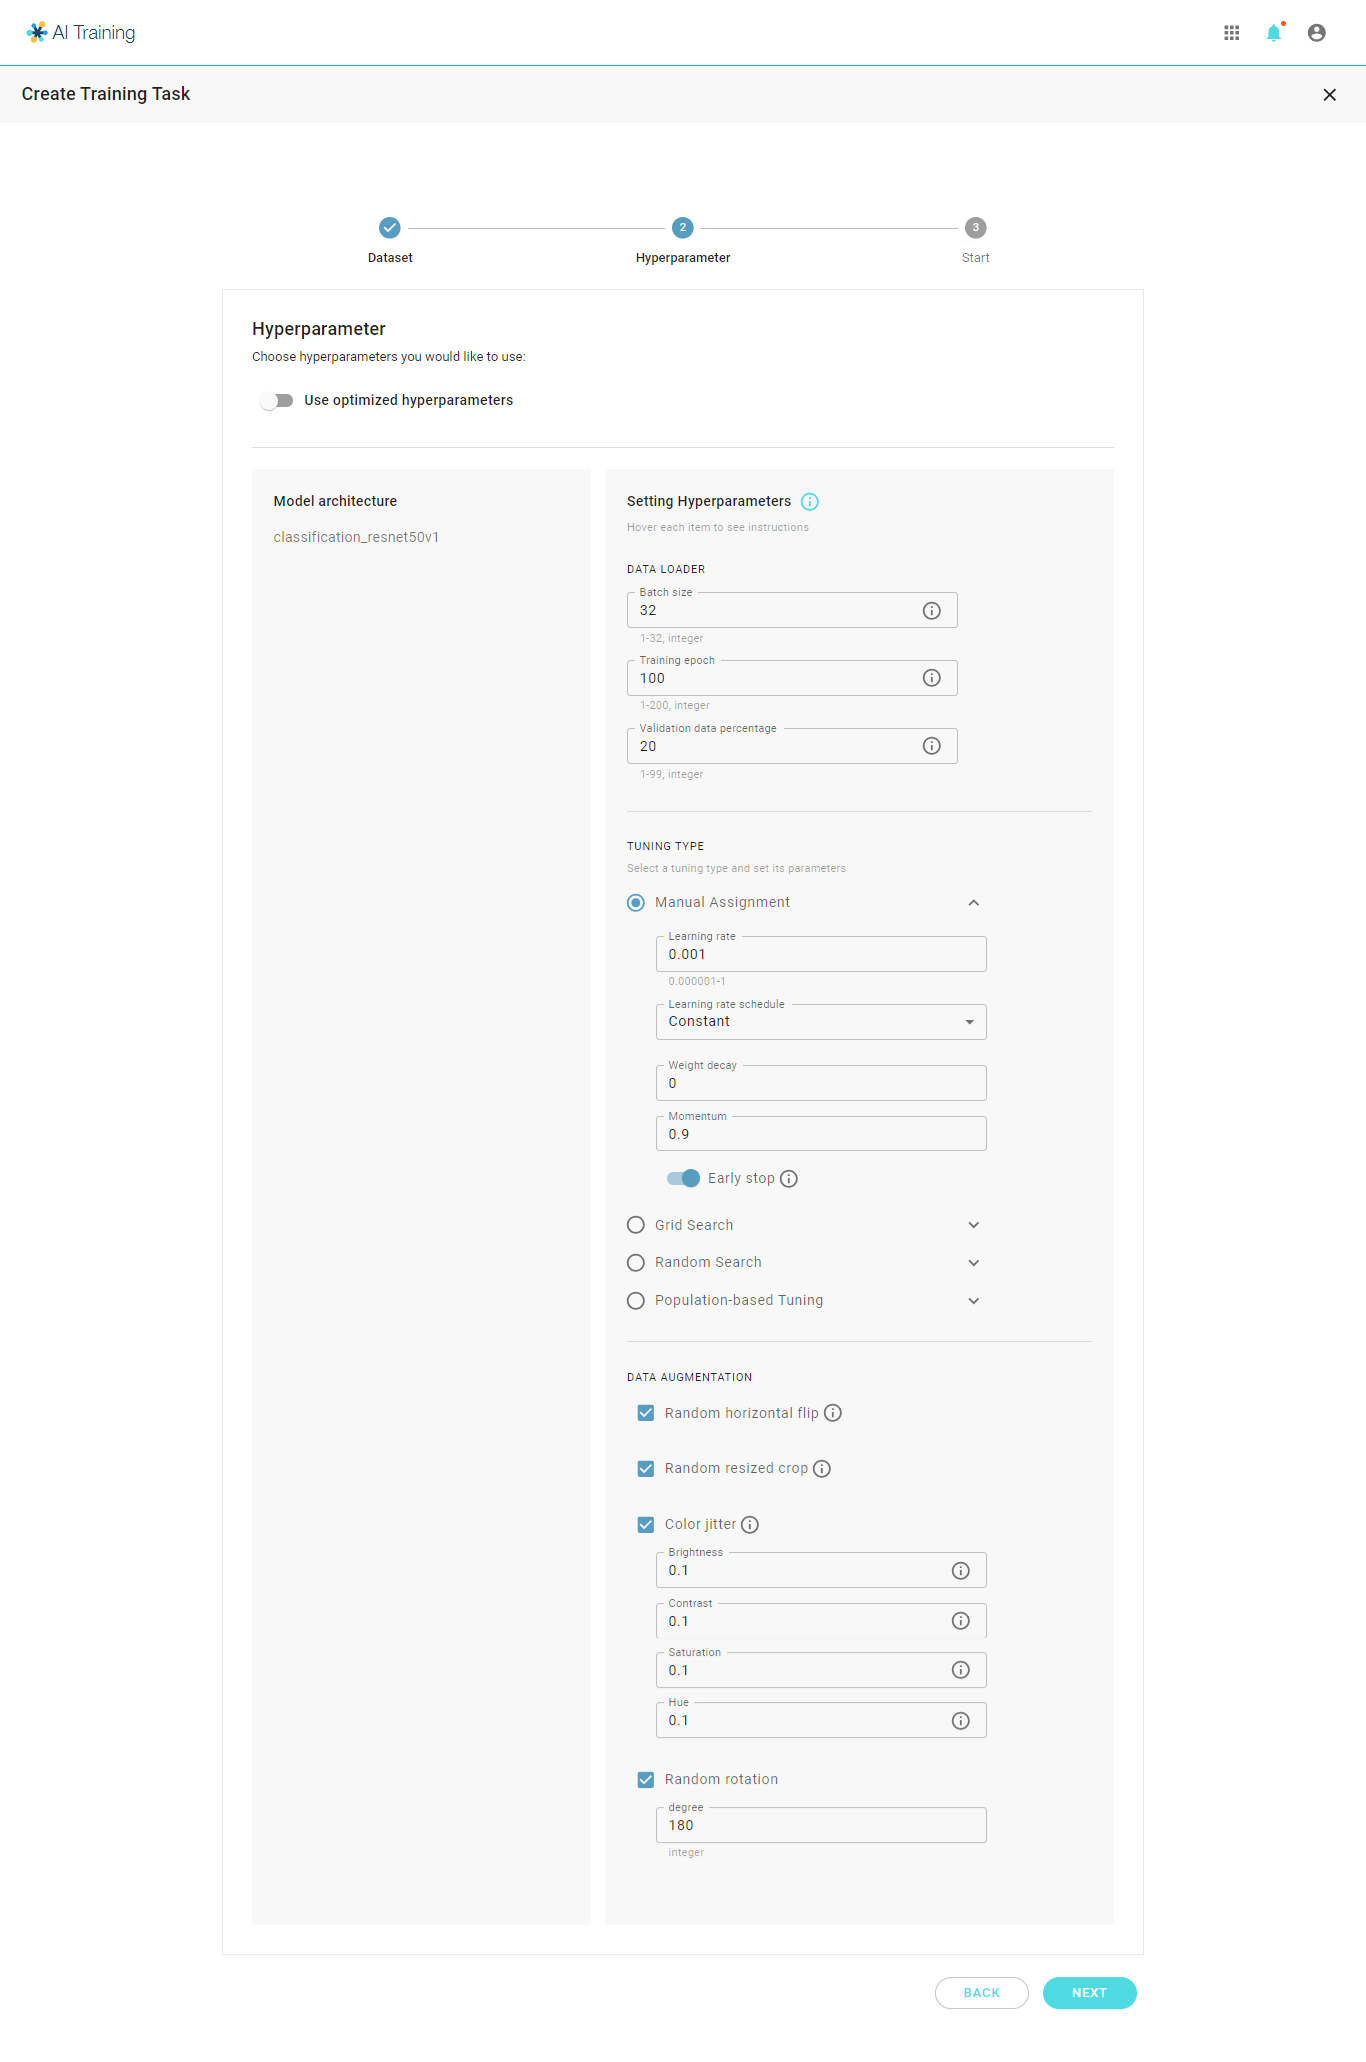 AI Training
Create Training Task
2
3
Dataset
Hyperparameter
Start
Hyperparameter
Choose hyperparameters you would like to use:
Use optimized hyperparameters
Model architecture
classification_resnet50v1
Setting Hyperparameters
Hover each item to see instructions
DATA LOADER
Batch size
32
1-32, integer
Training epoch
100
1-200, integer
Validation data percentage
20
1-99, integer
TUNING TYPE
Select a tuning type and set its parameters
Manual Assignment
Learning rate
0.001
0.000001-1
Learning rate schedule
Constant
Weight decay
0
Momentum
0.9
Early stop
Grid Search
Random Search
Population-based Tuning
DATA AUGMENTATION
Random horizontal flip
Random resized crop
Color jitter
Brightness
0.1
Contrast
0.1
Saturation
0.1
Hue
0.1
Random rotation
degree
180
integer
BACK
NEXT